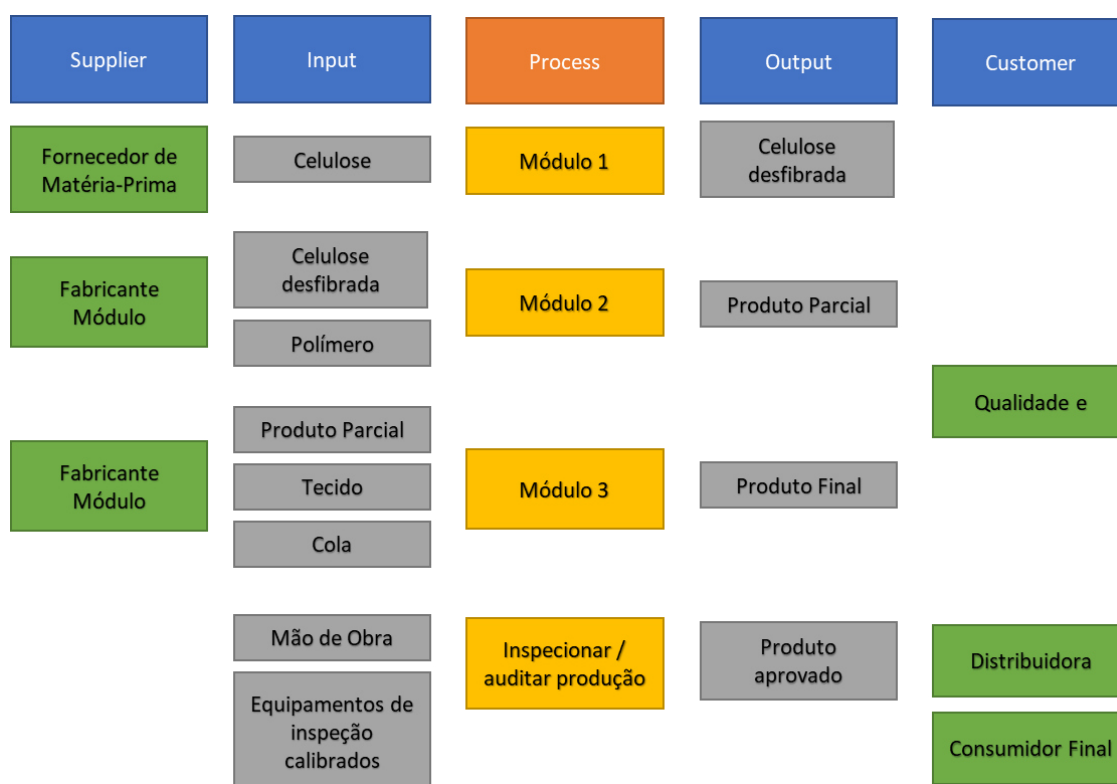 Supplier
Input
Process
Output
Customer
Fornecedor de
Matéria-Prima
Celulose
Módulo 1
Celulose
desfibrada
Fabricante
Módulo
Celulose
desfibrada
Polímero
Módulo 2
Produto Parcial
Qualidade e
Fabricante
Módulo
Produto Parcial
Tecido
Cola
Módulo 3
Produto Final
Mão de Obra
Equipamentos de
inspeção
calibrados
Inspecionar /
auditar produção
Produto
aprovado
Distribuidora
Consumidor Final